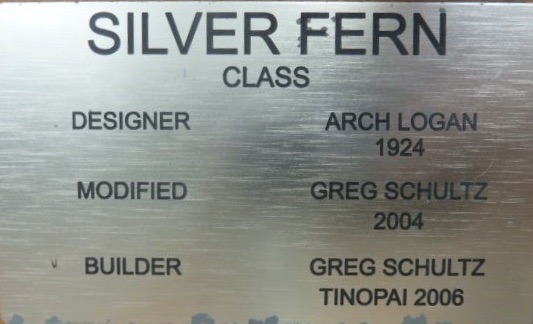 SILVER FERN
CLASS
DESIGNER ARCH LOGAN
1924
MODIFIED GREG SCHULTZ
2004
BUILDER GREG SCHULTZ
TINOPAI 2006